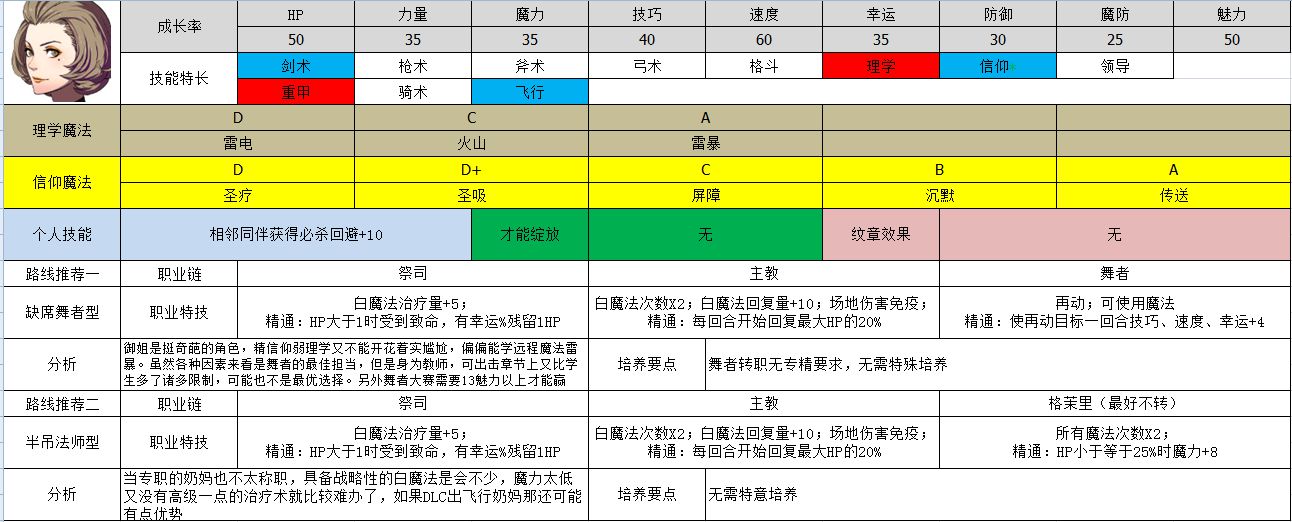 成长率 HP 力量 魔力 技巧 速度 幸运 防御 魔防 魅力
50 35 35 40 60 35 30 25 50
技能特长 剑术 枪术 斧术 弓术 格斗 理学 信仰* 领导
重甲 骑术 飞行
理学魔法 D C A
雷电 火山 雷暴
信仰魔法 D D+ C B A
圣疗 圣吸 屏障 沉默 传送
个人技能 相邻同伴获得必杀回避+10 才能绽放 无 纹章效果 无
路线推荐一 职业链 祭司 主教 舞者
缺席舞者型 职业特技
白魔法治疗量+5；
精通：HP大于1时受到致命，有幸运%残留1HP
白魔法次数X2；白魔法回复量+10；场地伤害免疫；
精通：每回合开始回复最大HP的20%
再动；可使用魔法
精通：使再动目标一回合技巧、速度、幸运+4
分析
御姐是挺奇葩的角色，精信仰弱理学又不能开花着实尴尬，偏偏能学远程魔法雷
暴。虽然各种因素来看是舞者的最佳担当，但是身为教师，可出击章节上又比学
生多了诸多限制，可能也不是最优选择。另外舞者大赛需要13魅力以上才能赢
培养要点 舞者转职无专精要求，无需特殊培养
路线推荐二 职业链 祭司 主教 格茉里（最好不转）
半吊法师型 职业特技
白魔法治疗量+5；
精通：HP大于1时受到致命，有幸运%残留1HP
白魔法次数X2；白魔法回复量+10；场地伤害免疫；
精通：每回合开始回复最大HP的20%
所有魔法次数X2；
精通：HP小于等于25%时魔力+8
分析
当专职的奶妈也不太称职，具备战略性的白魔法是会不少，魔力太低
又没有高级一点的治疗术就比较难办了，如果DLC出飞行奶妈那还可能
有点优势
培养要点 无需特意培养